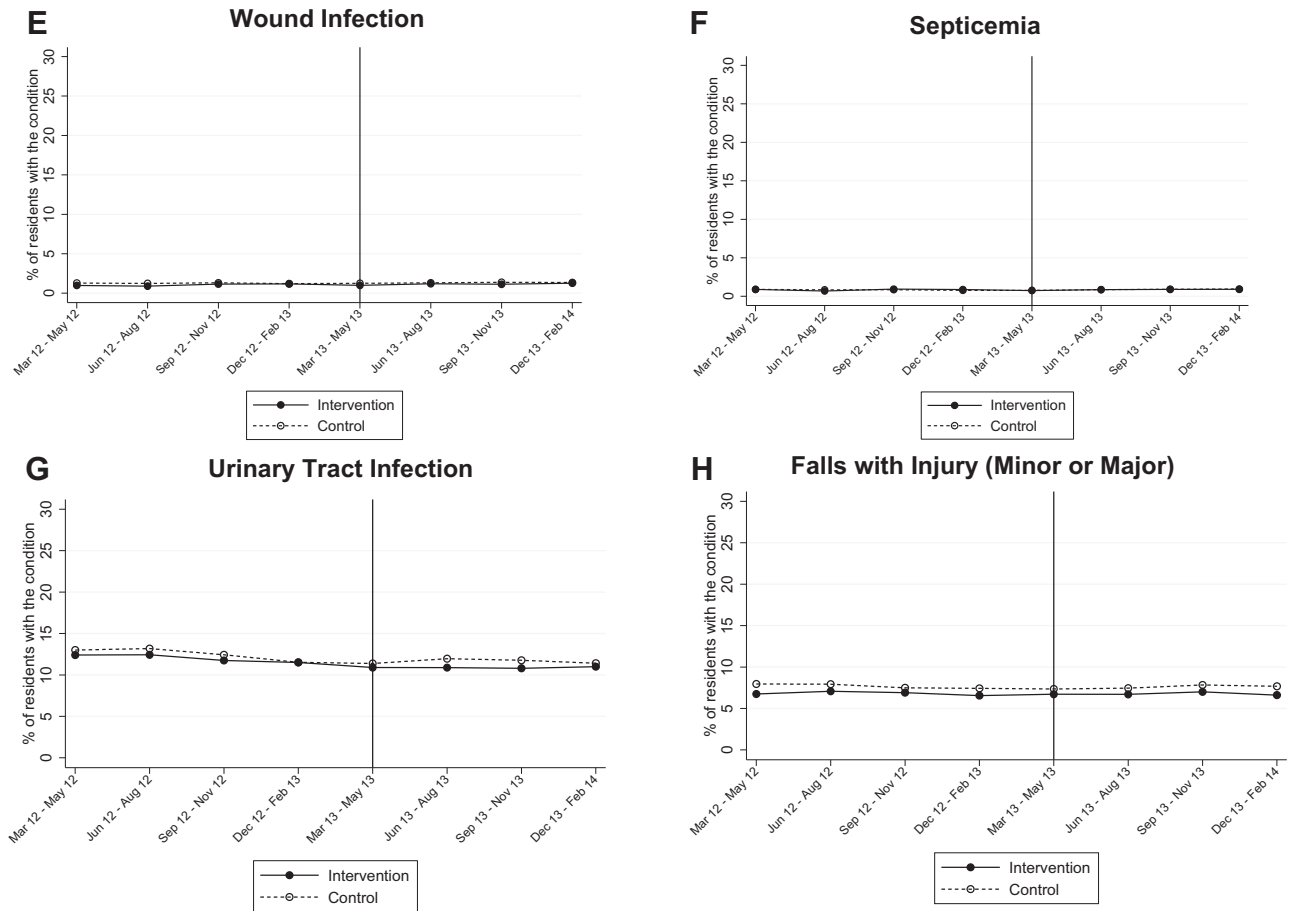 E
Wound Infection
% of residents with the condition
30
25
20
15
10
5
0
Mar 12 - May 12
Jun 12 - Aug 12
Sep 12 - Nov 12
Dec 12 - Feb 13
Mar 13 - May 13
Jun 13 - Aug 13
Sep 13 - Nov 13
Dec 13 - Feb 14
Intervention
Control
F
Septicemia
% of residents with the condition
30
25
20
15
10
5
0
Mar 12 - May 12
Jun 12 - Aug 12
Sep 12 - Nov 12
Dec 12 - Feb 13
Mar 13 - May 13
Jun 13 - Aug 13
Sep 13 - Nov 13
Dec 13 - Feb 14
Intervention
Control
G
Urinary Tract Infection
% of residents with the condition
30
25
20
15
10
5
0
Mar 12 - May 12
Jun 12 - Aug 12
Sep 12 - Nov 12
Dec 12 - Feb 13
Mar 13 - May 13
Jun 13 - Aug 13
Sep 13 - Nov 13
Dec 13 - Feb 14
Intervention
Control
H
Falls with Injury (Minor or Major)
% of residents with the condition
30
25
20
15
10
5
0
Mar 12 - May 12
Jun 12 - Aug 12
Sep 12 - Nov 12
Dec 12 - Feb 13
Mar 13 - May 13
Jun 13 - Aug 13
Sep 13 - Nov 13
Dec 13 - Feb 14
Intervention
Control